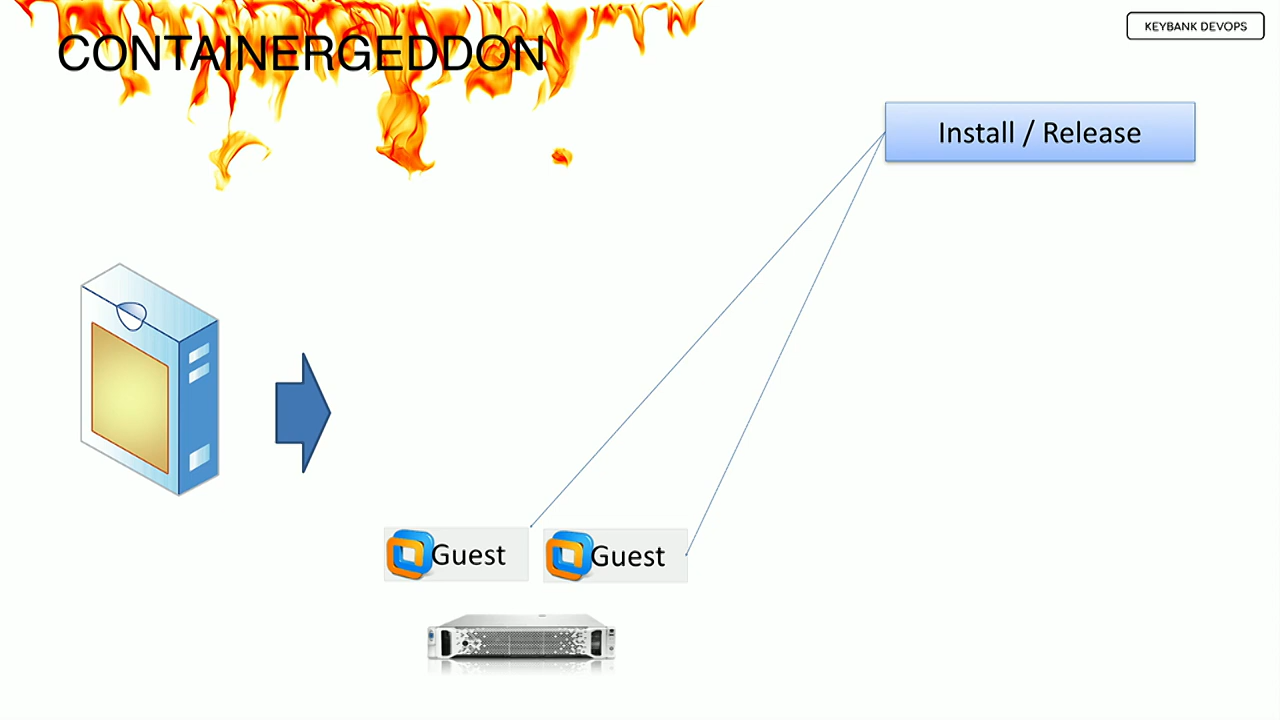 CONTAINERGEDDON
KEYBANK DEVOPS
Install / Release
Guest
Guest